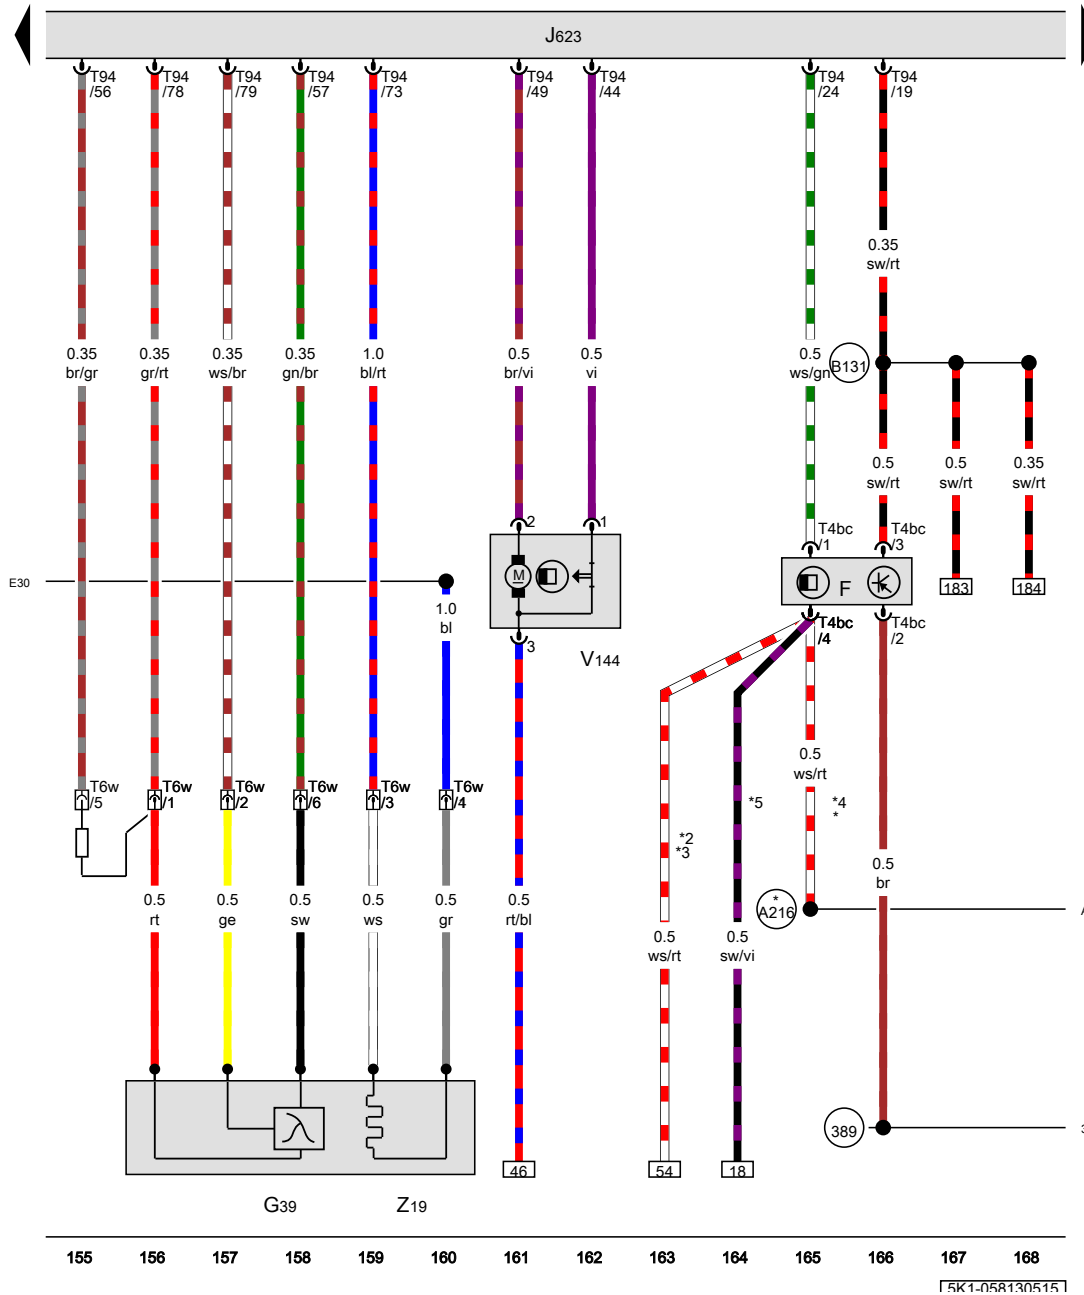 J623
T94 T94 T94 T94 T94 T94 T94 T94 T94
/56 /78 /79 /57 /73 /49 /44 /24 /19
0.35
sw/rt
0.35 0.35 0.35 0.35 1.0 0.5 0.5 0.5
br/gr gr/rt ws/br gn/br bl/rt br/vi vi ws/gn B131
0.5 0.5 0.35
sw/rt sw/rt sw/rt
2 1 T4bc T4bc
/1 /3
E30 M F 183 184
1.0
bl
T4bc T4bc
/4 /2
3
V144
0.5
ws/rt
T6w T6w T6w T6w T6w T6w
/5 /1 /2 /6 /3 /4
*5 *4
*
*2
*3
0.5
br
0.5 0.5 0.5 0.5 0.5 0.5
rt ge sw ws gr rt/bl
*
A216
0.5 0.5
ws/rt sw/vi
389
46 54 18
G39 Z19
155 156 157 158 159 160 161 162 163 164 165 166 167 168
5K1-058130515